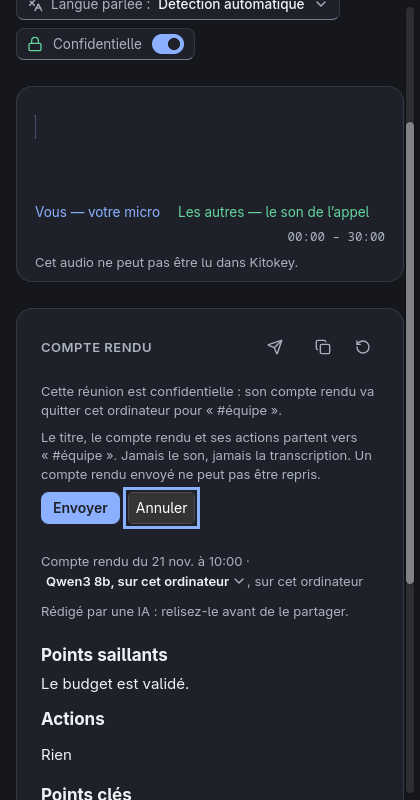 Langue parlée : Détection automatique
Confidentielle
Vous — votre micro Les autres — le son de l’appel
00:00 – 30:00
Cet audio ne peut pas être lu dans Kitokey.
COMPTE RENDU
Cette réunion est confidentielle : son compte rendu va
quitter cet ordinateur pour « #équipe ».
Le titre, le compte rendu et ses actions partent vers
« #équipe ». Jamais le son, jamais la transcription. Un
compte rendu envoyé ne peut pas être repris.
Envoyer Annuler
Compte rendu du 21 nov. à 10:00 ·
Qwen3 8b, sur cet ordinateur , sur cet ordinateur
Rédigé par une IA : relisez-le avant de le partager.
Points saillants
Le budget est validé.
Actions
Rien
Points clés